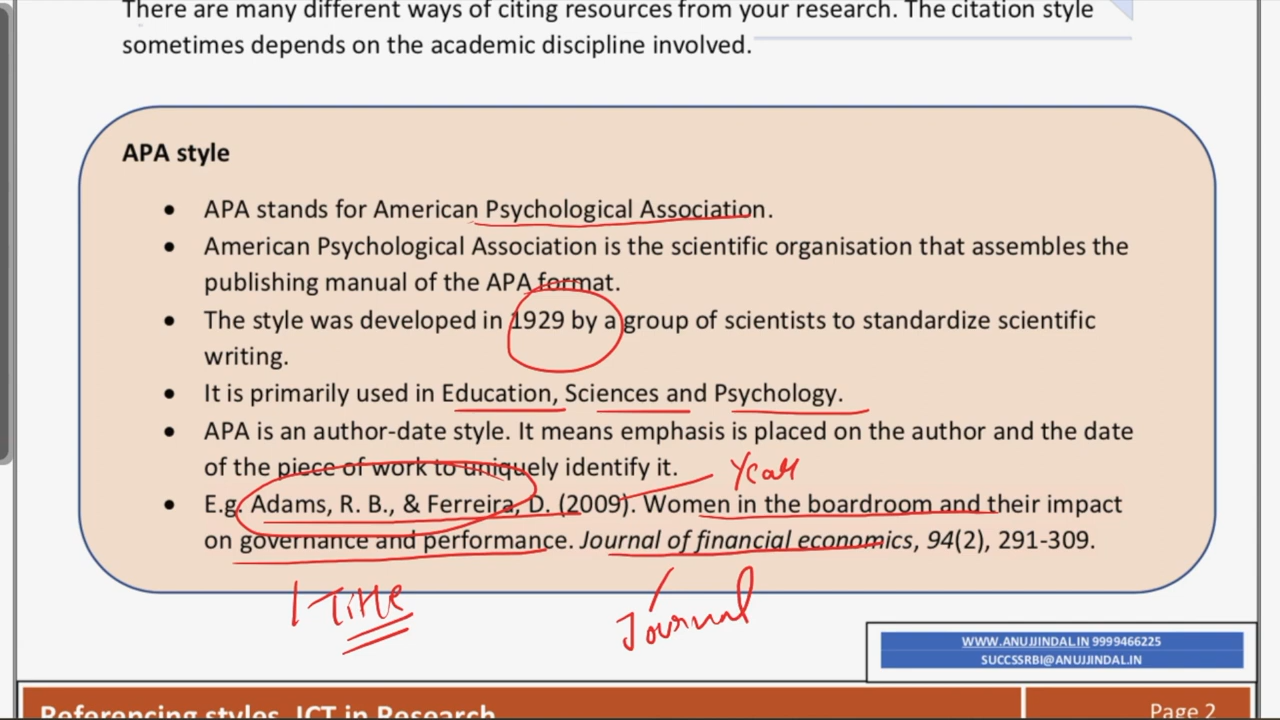 There are many different ways of citing resources from your research. The citation style
sometimes depends on the academic discipline involved.
APA style
• APA stands for American Psychological Association.
• American Psychological Association is the scientific organisation that assembles the
publishing manual of the APA format.
• The style was developed in 1929 by a group of scientists to standardize scientific
writing.
• It is primarily used in Education, Sciences and Psychology.
• APA is an author-date style. It means emphasis is placed on the author and the date
of the piece of work to uniquely identify it.
Year
• E.g. Adams, R. B., & Ferreira, D. (2009). Women in the boardroom and their impact
on governance and performance. Journal of financial economics, 94(2), 291-309.
Title
Journal
WWW.ANUJJINDAL.IN 9999466225
SUCCSSRBI@ANUJJINDAL.IN
Referencing styles, ICT in Research
Page 2